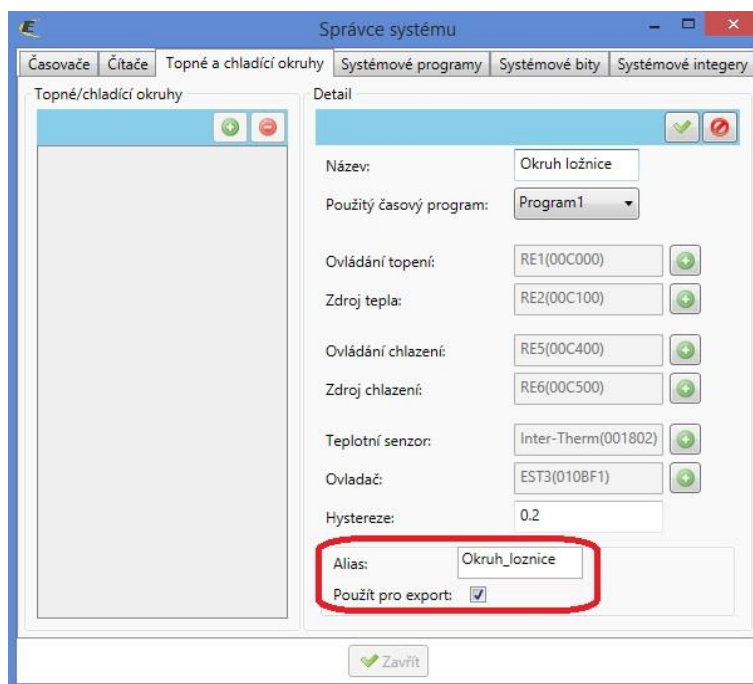 Správce systému
Časovače Čítače Topné a chladící okruhy Systémové programy Systémové bity Systémové integery
Topné/chladící okruhy
Detail
Název: Okruh ložnice
Použitý časový program: Program1
Ovládání topení: RE1(00C000)
Zdroj tepla: RE2(00C100)
Ovládání chlazení: RE5(00C400)
Zdroj chlazení: RE6(00C500)
Teplotní senzor: Inter-Therm(001802)
Ovladač: EST3(010BF1)
Hystereze: 0.2
Alias: Okruh_loznice
Použít pro export:
Zavřít